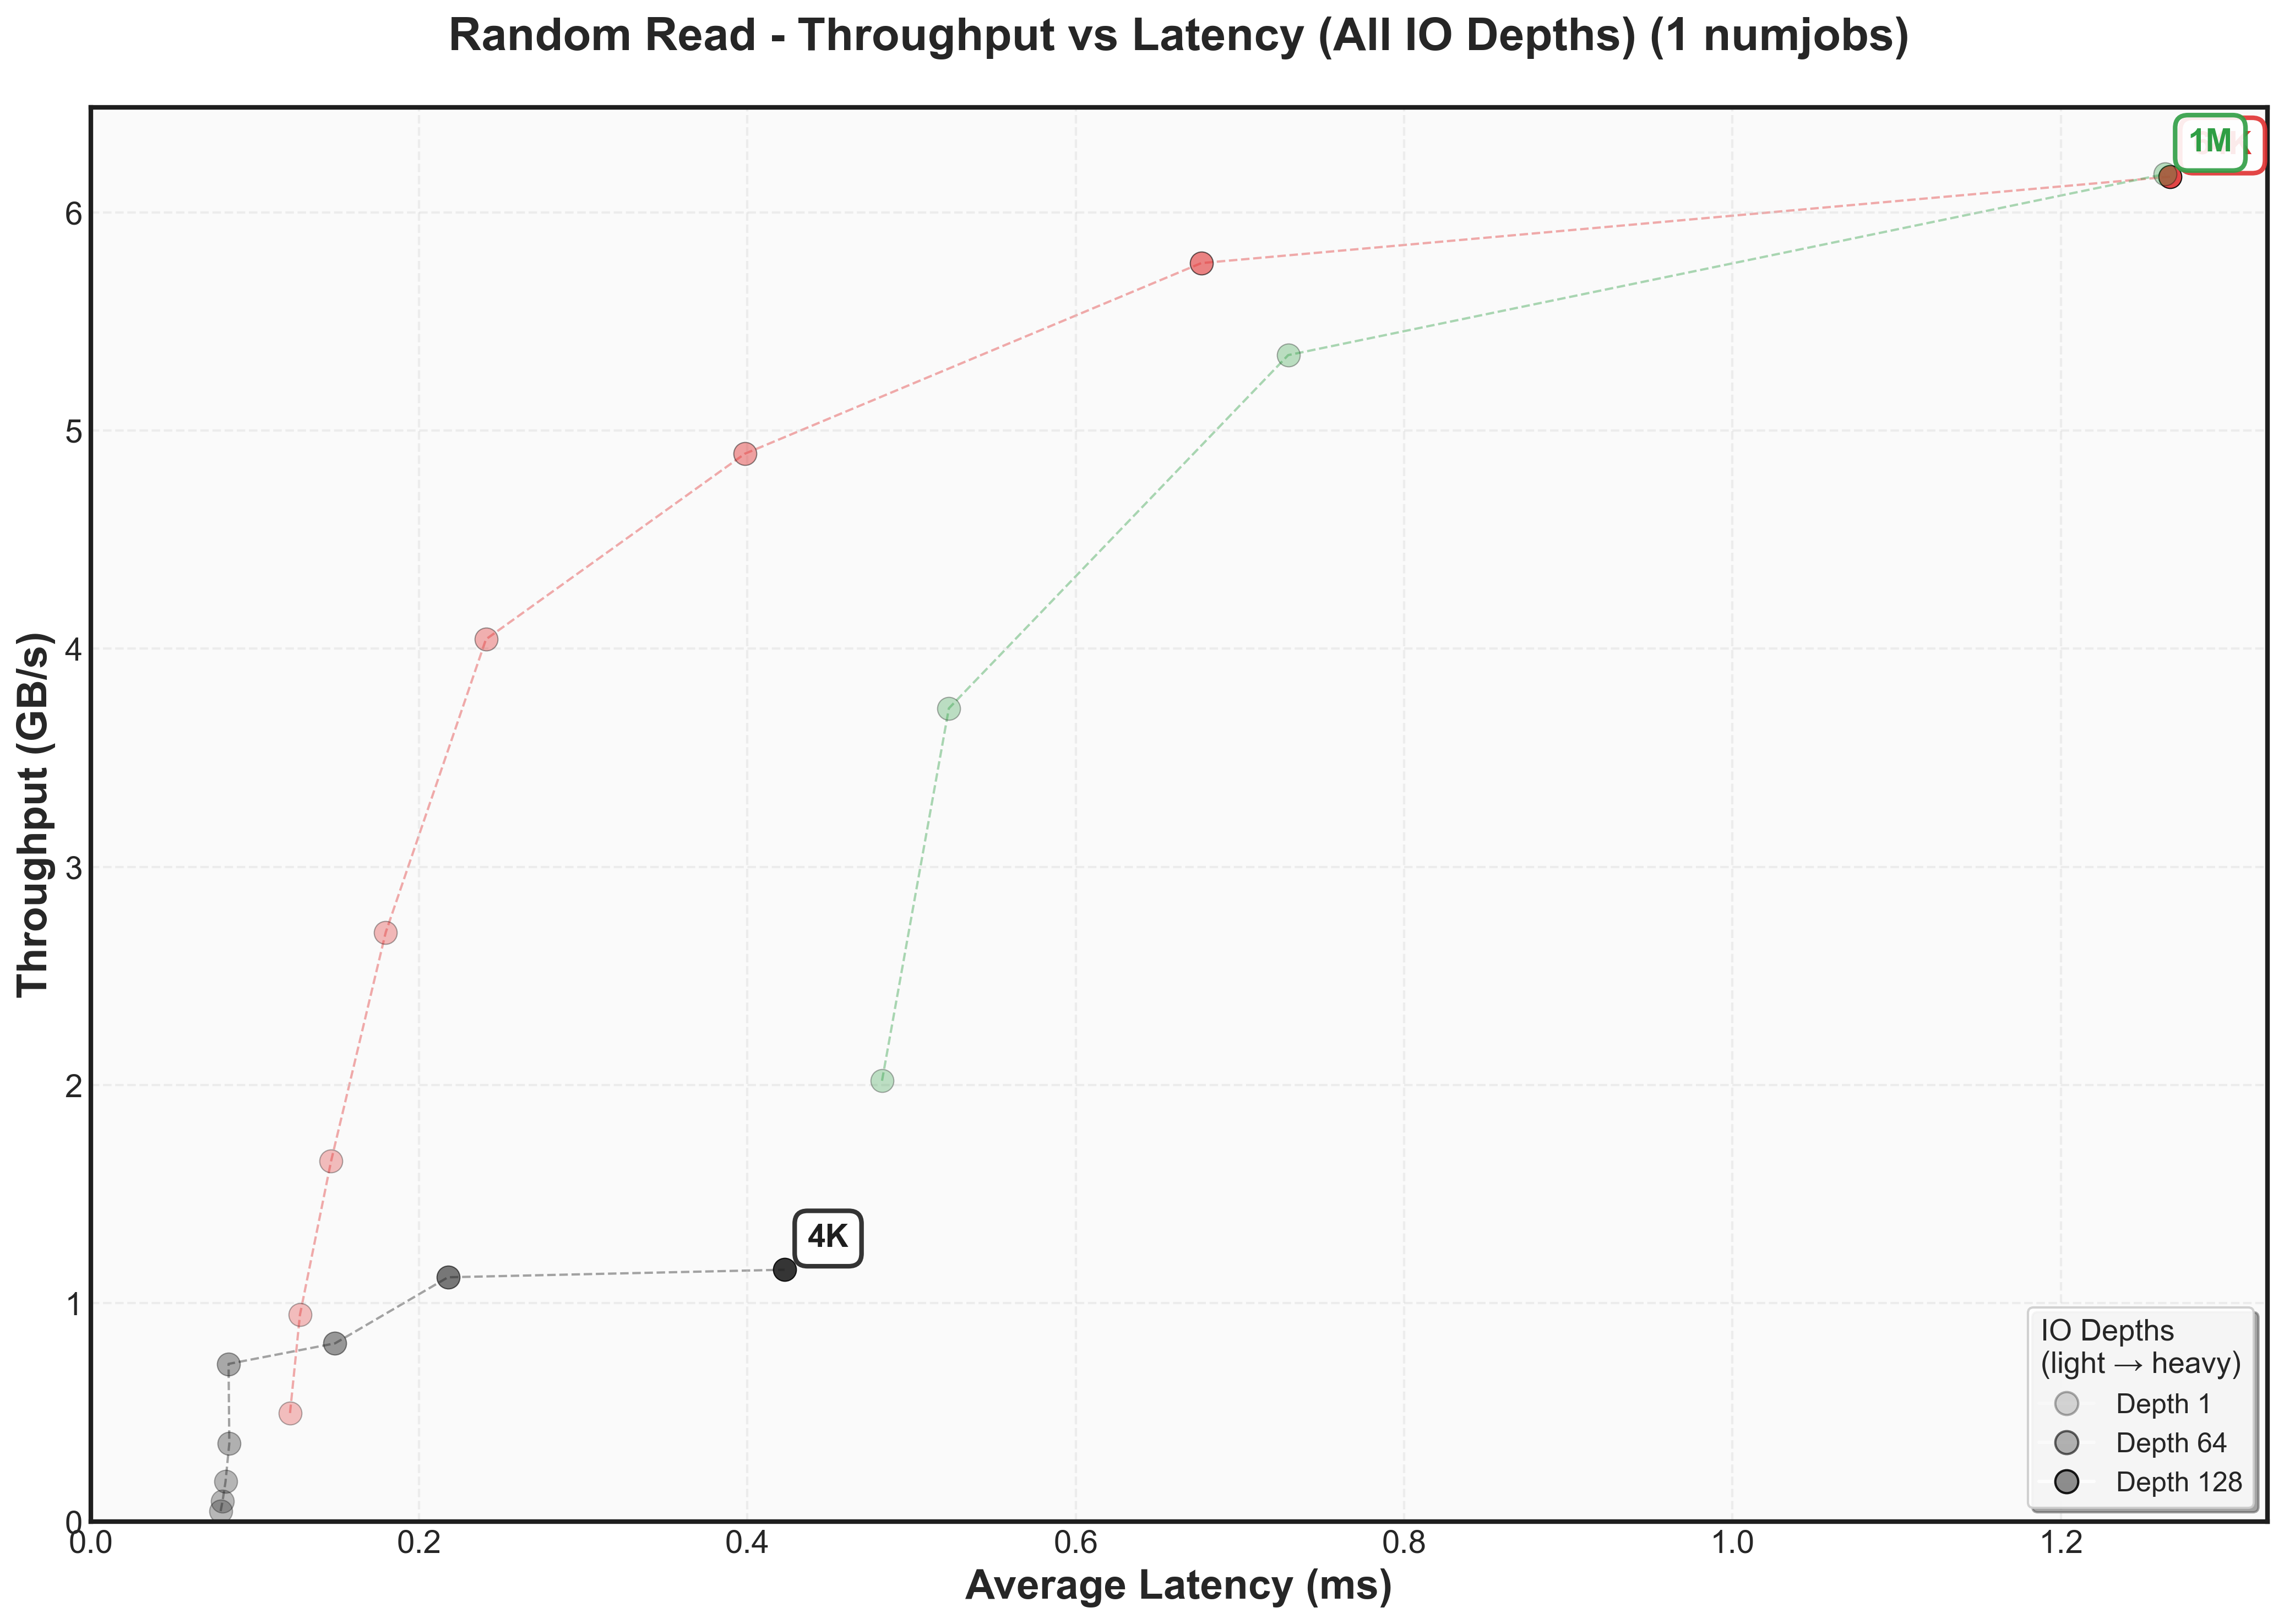 Random Read - Throughput vs Latency (All IO Depths) (1 numjobs)
1M
4K
Throughput (GB/s)
6
5
4
3
2
1
0
0.0 0.2 0.4 0.6 0.8 1.0 1.2
Average Latency (ms)
IO Depths
(light → heavy)
Depth 1
Depth 64
Depth 128